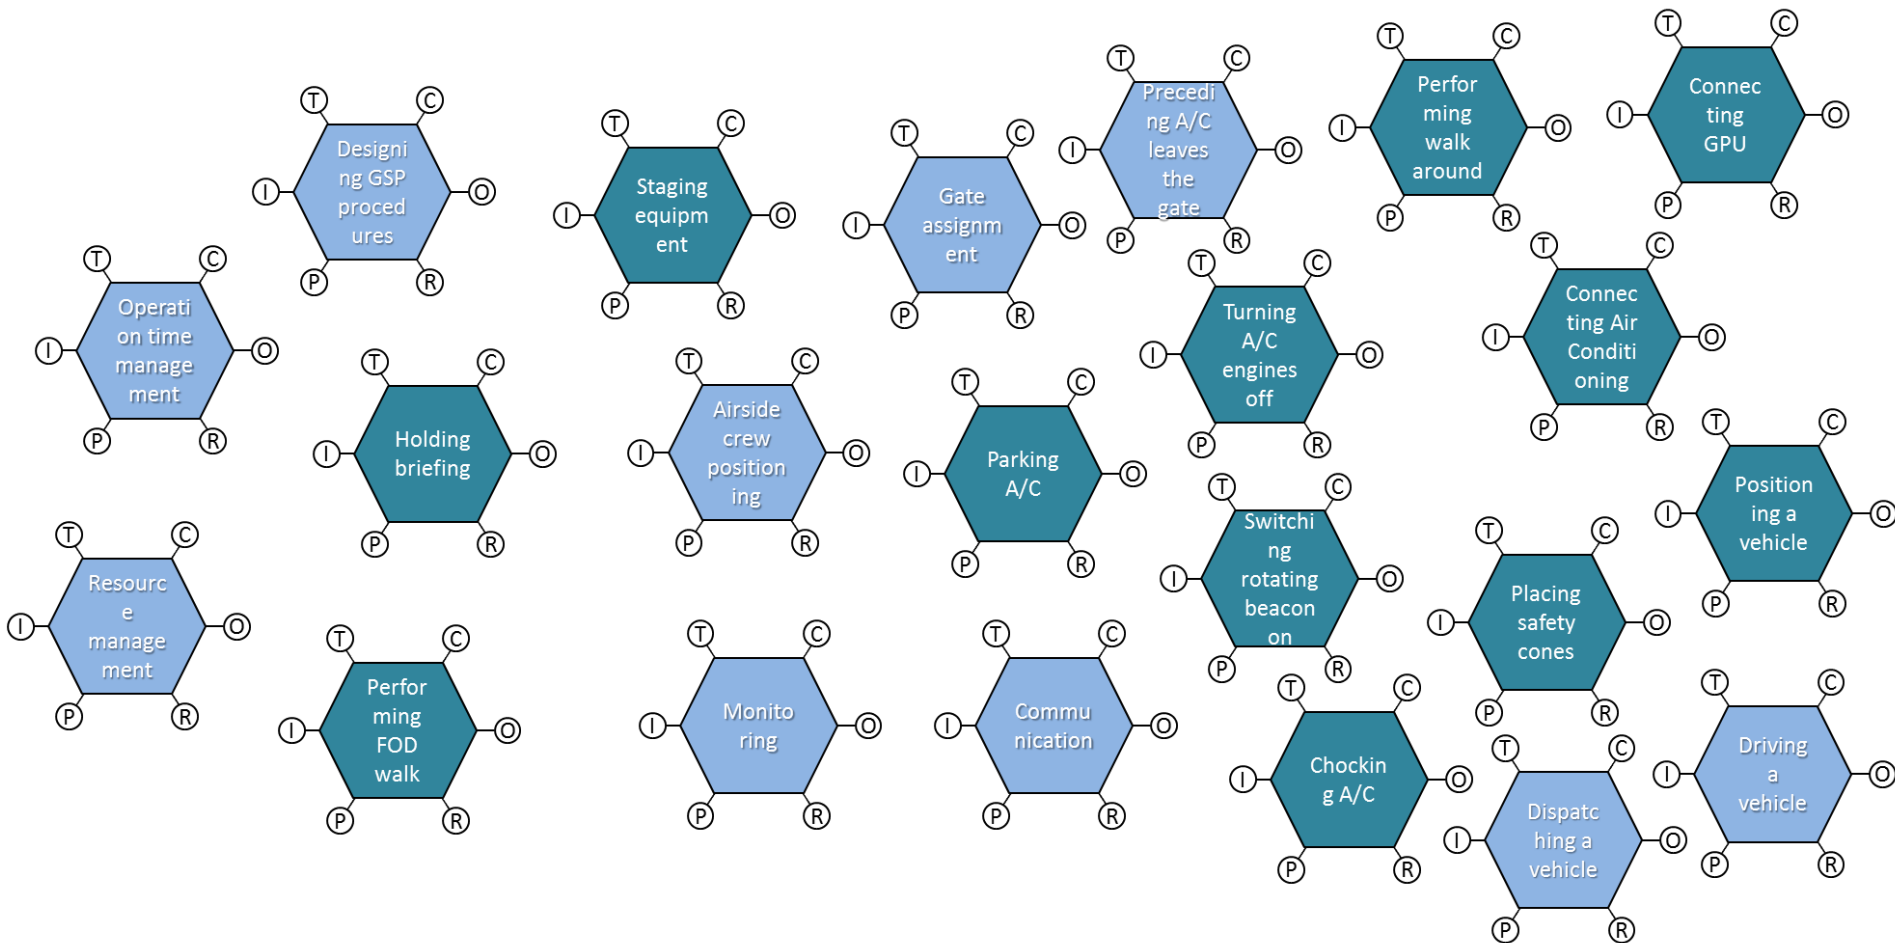 T
C
Designi
ng GSP
proced
ures
I
O
P
R
T
C
Staging
equipm
ent
I
O
P
R
T
C
Gate
assignm
ent
I
O
P
R
T
C
Precedi
ng A/C
leaves
the
gate
I
O
P
R
T
C
Perfor
ming
walk
around
I
O
P
R
T
C
Connec
ting
GPU
I
O
P
R
T
C
Operati
on time
manage
ment
I
O
P
R
T
C
Holding
briefing
I
O
P
R
T
C
Airside
crew
position
ing
I
O
P
R
T
C
Parking
A/C
I
O
P
R
T
C
Turning
A/C
engines
off
I
O
P
R
T
C
Connec
ting Air
Conditi
oning
I
O
P
R
T
C
Position
ing a
vehicle
I
O
P
R
T
C
Resourc
e
manage
ment
I
O
P
R
T
C
Perfor
ming
FOD
walk
I
O
P
R
T
C
Monito
ring
I
O
P
R
T
C
Commu
nication
I
O
P
R
T
C
Switchi
ng
rotating
beacon
on
I
O
P
R
T
C
Placing
safety
cones
I
O
P
R
T
C
Chockin
g A/C
I
O
P
R
T
C
Dispatc
hing a
vehicle
I
O
P
R
T
C
Driving
a
vehicle
I
O
P
R